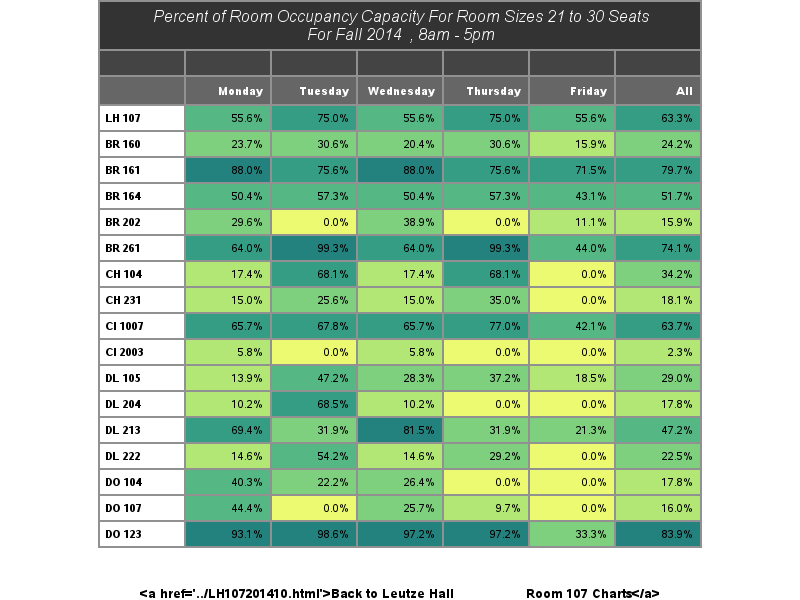 Percent of Room Occupancy Capacity For Room Sizes 21 to 30 Seats
For Fall 2014 , 8am - 5pm
Monday Tuesday Wednesday Thursday Friday All
LH 107 55.6% 75.0% 55.6% 75.0% 55.6% 63.3%
BR 160 23.7% 30.6% 20.4% 30.6% 15.9% 24.2%
BR 161 88.0% 75.6% 88.0% 75.6% 71.5% 79.7%
BR 164 50.4% 57.3% 50.4% 57.3% 43.1% 51.7%
BR 202 29.6% 0.0% 38.9% 0.0% 11.1% 15.9%
BR 261 64.0% 99.3% 64.0% 99.3% 44.0% 74.1%
CH 104 17.4% 68.1% 17.4% 68.1% 0.0% 34.2%
CH 231 15.0% 25.6% 15.0% 35.0% 0.0% 18.1%
CI 1007 65.7% 67.8% 65.7% 77.0% 42.1% 63.7%
CI 2003 5.8% 0.0% 5.8% 0.0% 0.0% 2.3%
DL 105 13.9% 47.2% 28.3% 37.2% 18.5% 29.0%
DL 204 10.2% 68.5% 10.2% 0.0% 0.0% 17.8%
DL 213 69.4% 31.9% 81.5% 31.9% 21.3% 47.2%
DL 222 14.6% 54.2% 14.6% 29.2% 0.0% 22.5%
DO 104 40.3% 22.2% 26.4% 0.0% 0.0% 17.8%
DO 107 44.4% 0.0% 25.7% 9.7% 0.0% 16.0%
DO 123 93.1% 98.6% 97.2% 97.2% 33.3% 83.9%
<a href='../LH107201410.html'>Back to Leutze Hall Room 107 Charts</a>